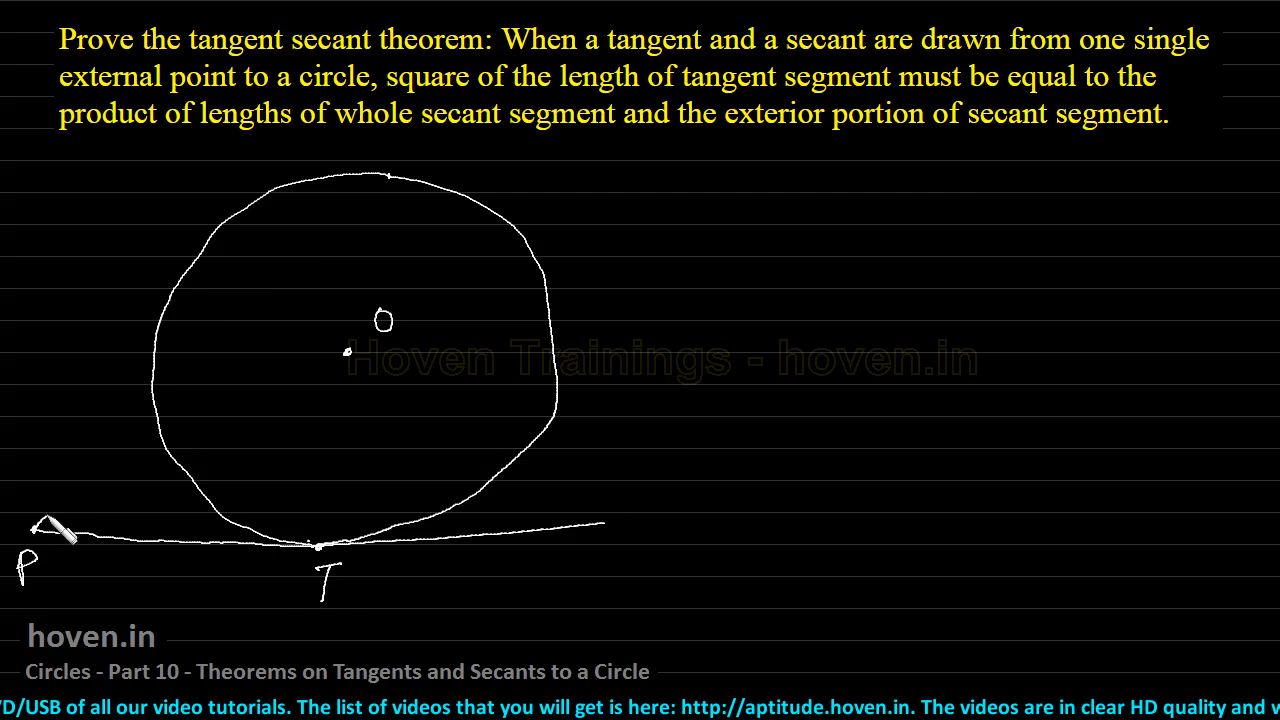 Prove the tangent secant theorem: When a tangent and a secant are drawn from one single
external point to a circle, square of the length of tangent segment must be equal to the
product of lengths of whole secant segment and the exterior portion of secant segment.
O
Hoven Trainings - hoven.in
P
T
hoven.in
Circles - Part 10 - Theorems on Tangents and Secants to a Circle
/D/USB of all our video tutorials. The list of videos that you will get is here: http://aptitude.hoven.in. The videos are in clear HD quality and